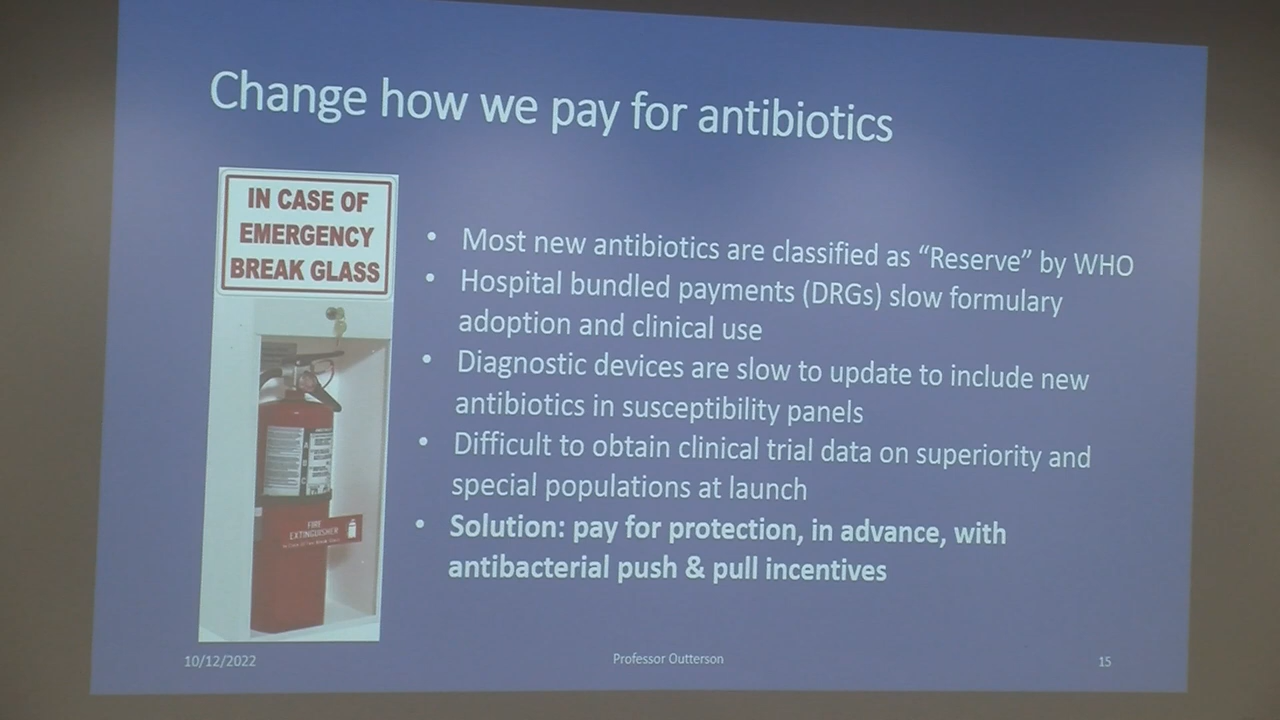 Change how we pay for antibiotics
IN CASE OF
EMERGENCY
BREAK GLASS
• Most new antibiotics are classified as “Reserve” by WHO
• Hospital bundled payments (DRGs) slow formulary
adoption and clinical use
• Diagnostic devices are slow to update to include new
antibiotics in susceptibility panels
• Difficult to obtain clinical trial data on superiority and
special populations at launch
• Solution: pay for protection, in advance, with
antibacterial push & pull incentives
FIRE
EXTINGUISHER
10/12/2022
Professor Outterson
15